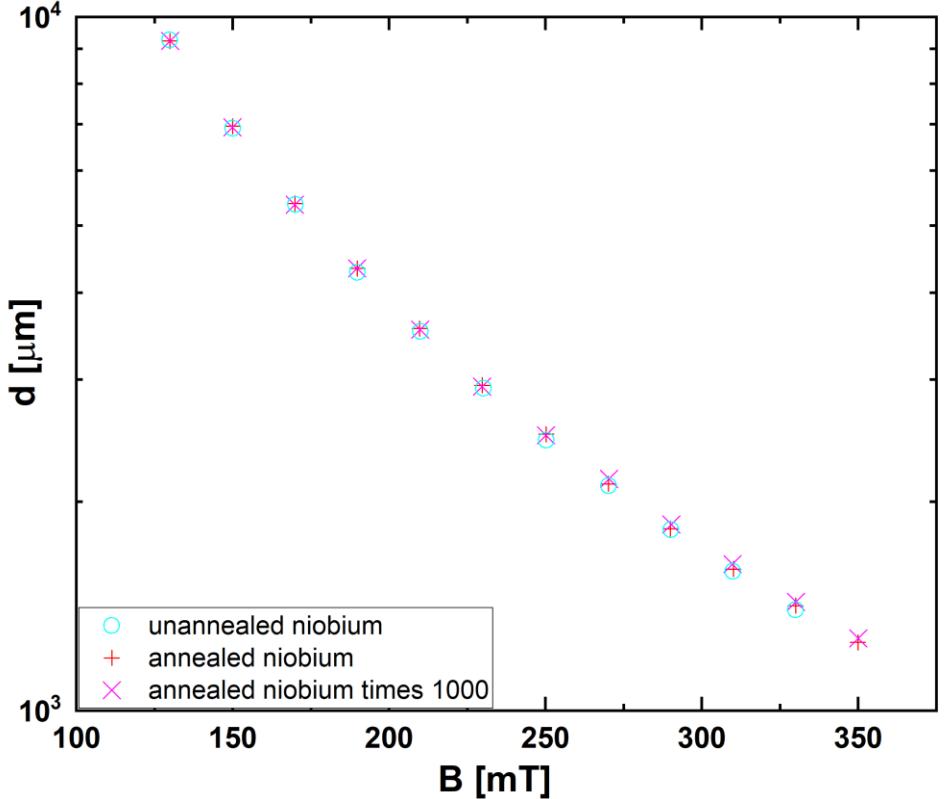 10⁴
d [μm]
unannealed niobium
annealed niobium
annealed niobium times 1000
10³
100 150 200 250 300 350
B [mT]